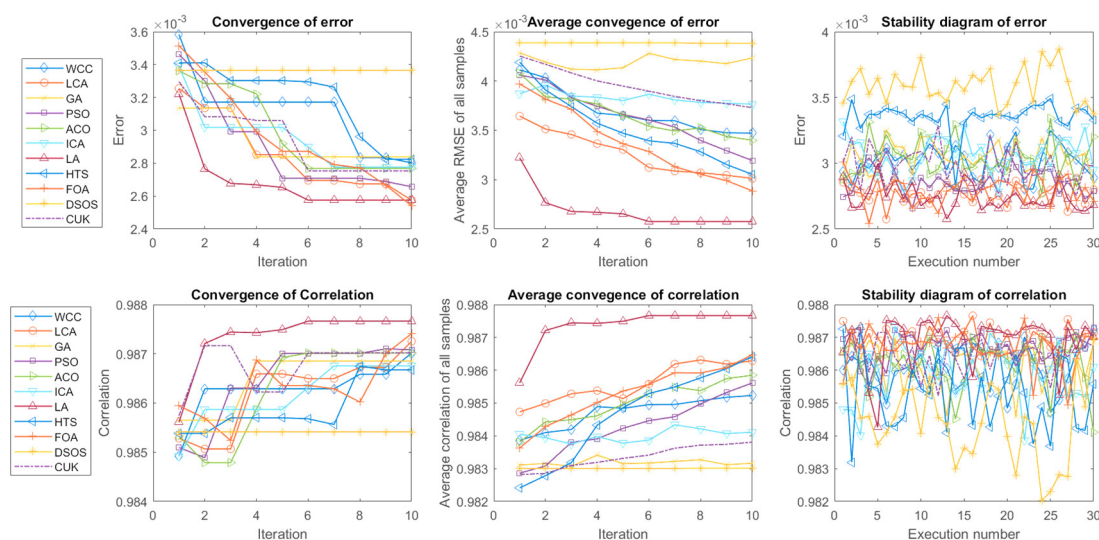 Convergence of error
×10⁻³
3.6
3.4
3.2
3
2.8
2.6
2.4
0 2 4 6 8 10
Iteration
Error
WCC
LCA
GA
PSO
ACO
ICA
LA
HTS
FOA
DSOS
CUK
Average convegence of error
×10⁻³
4.5
4
3.5
3
2.5
0 2 4 6 8 10
Iteration
Average RMSE of all samples
Stability diagram of error
×10⁻³
4
3.5
3
2.5
0 5 10 15 20 25 30
Execution number
Error
Convergence of Correlation
0.988
0.987
0.986
0.985
0.984
0 2 4 6 8 10
Iteration
Correlation
WCC
LCA
GA
PSO
ACO
ICA
LA
HTS
FOA
DSOS
CUK
Average convegence of correlation
0.988
0.987
0.986
0.985
0.984
0.983
0.982
0 2 4 6 8 10
Iteration
Average correlation of all samples
Stability diagram of correlation
0.988
0.987
0.986
0.985
0.984
0.983
0.982
0 5 10 15 20 25 30
Execution number
Correlation